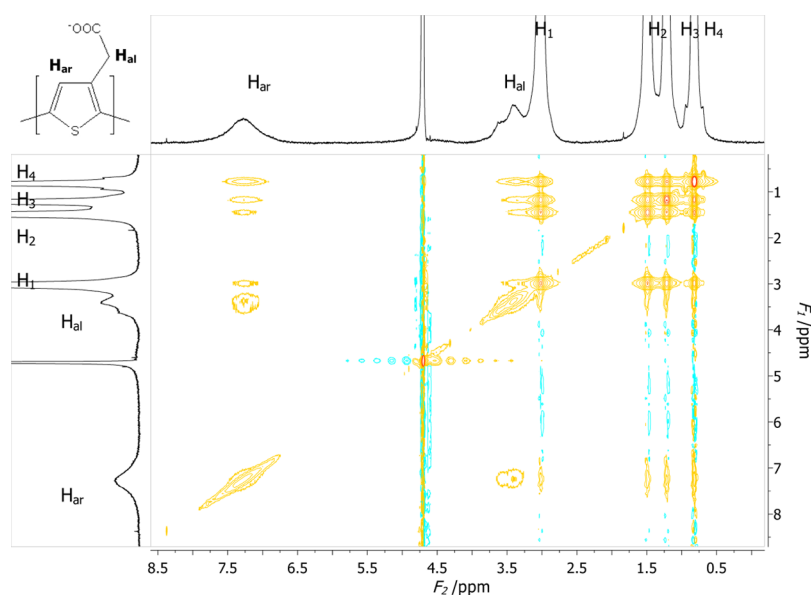 -OOC
H_al
H_ar
S
H_ar
H_al
H_1
H_2
H_3
H_4
H_4
H_3
H_2
H_1
H_al
H_ar
1
2
3
4
5
6
7
8
F_1 /ppm
8.5 7.5 6.5 5.5 4.5 3.5 2.5 1.5 0.5
F_2 /ppm